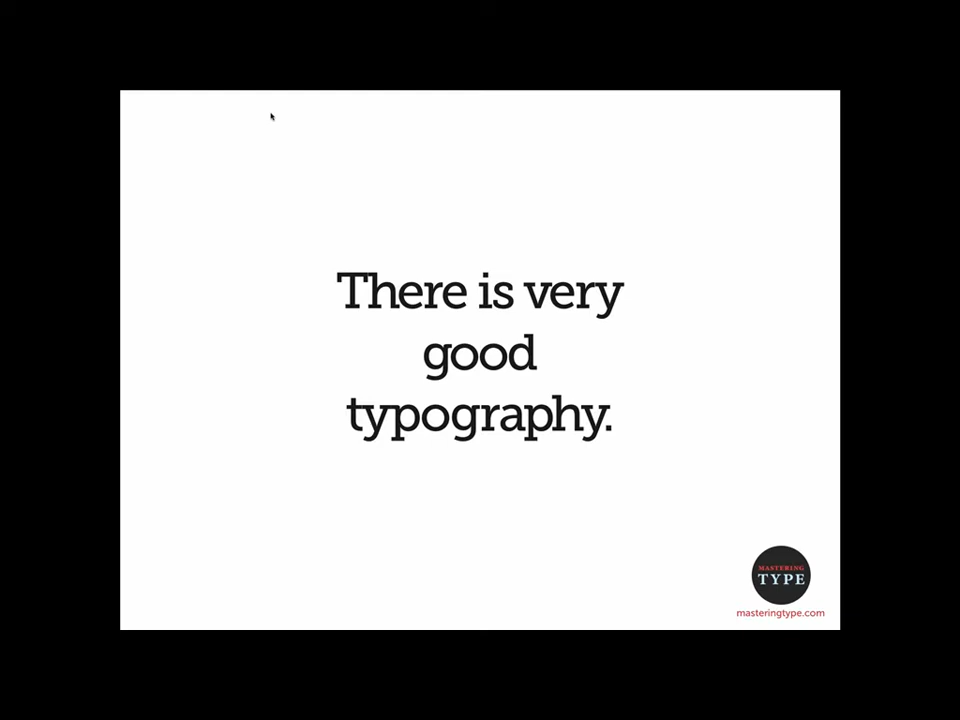 There is very
good
typography.
MASTERING
TYPE
masteringtype.com